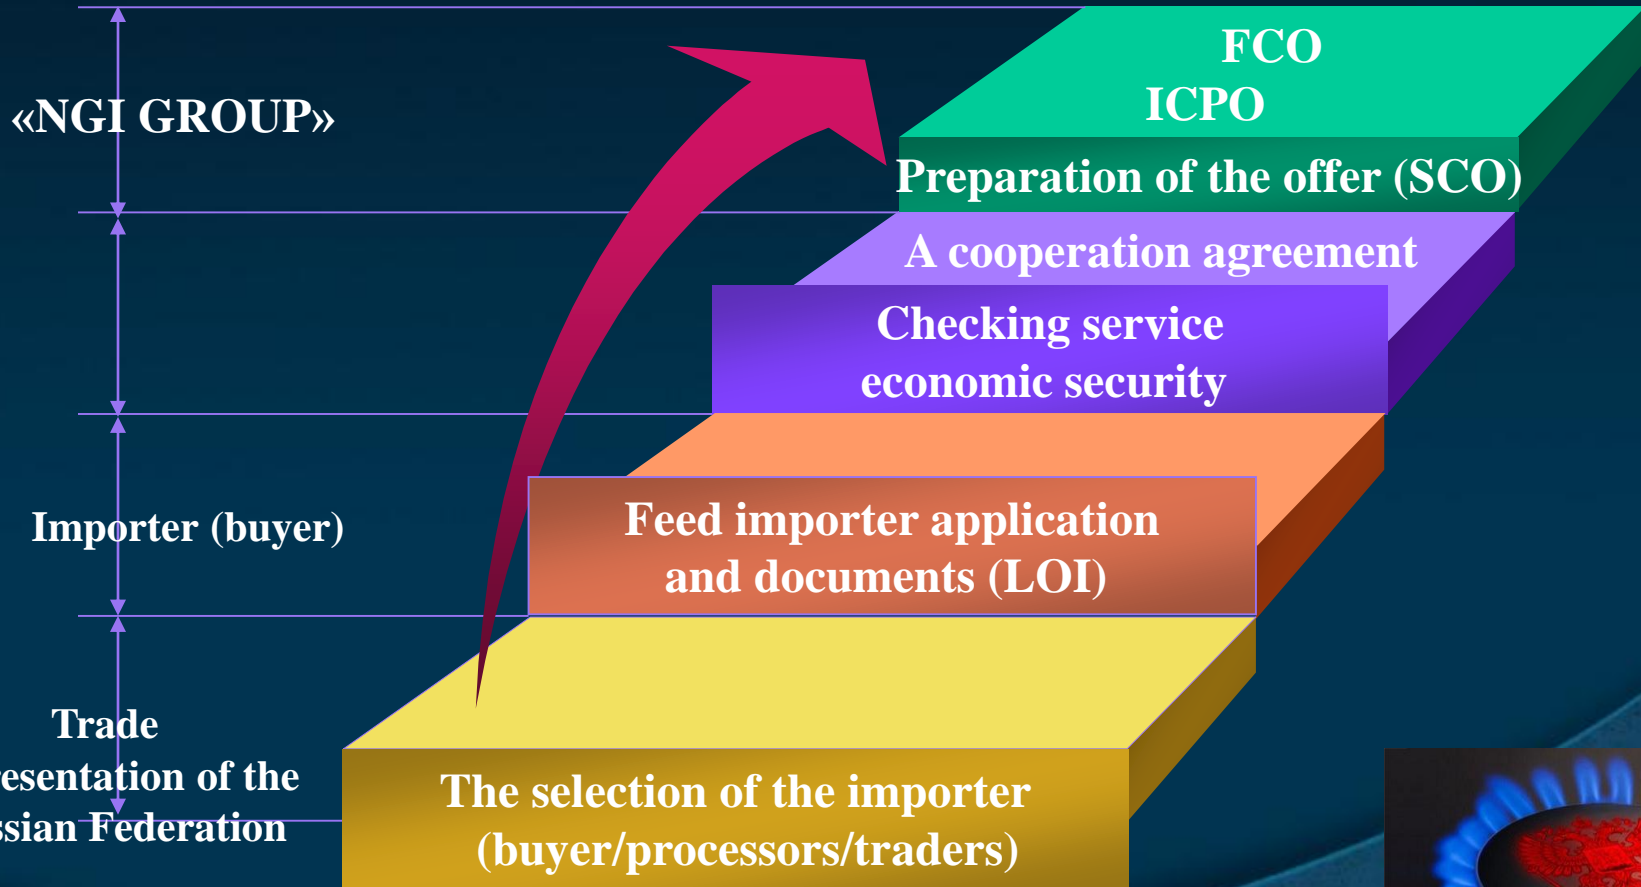 FCO
ICPO
«NGI GROUP»
Preparation of the offer (SCO)
A cooperation agreement
Checking service
economic security
Importer (buyer)
Feed importer application
and documents (LOI)
Trade
resentation of the
ssian Federation
The selection of the importer
(buyer/processors/traders)